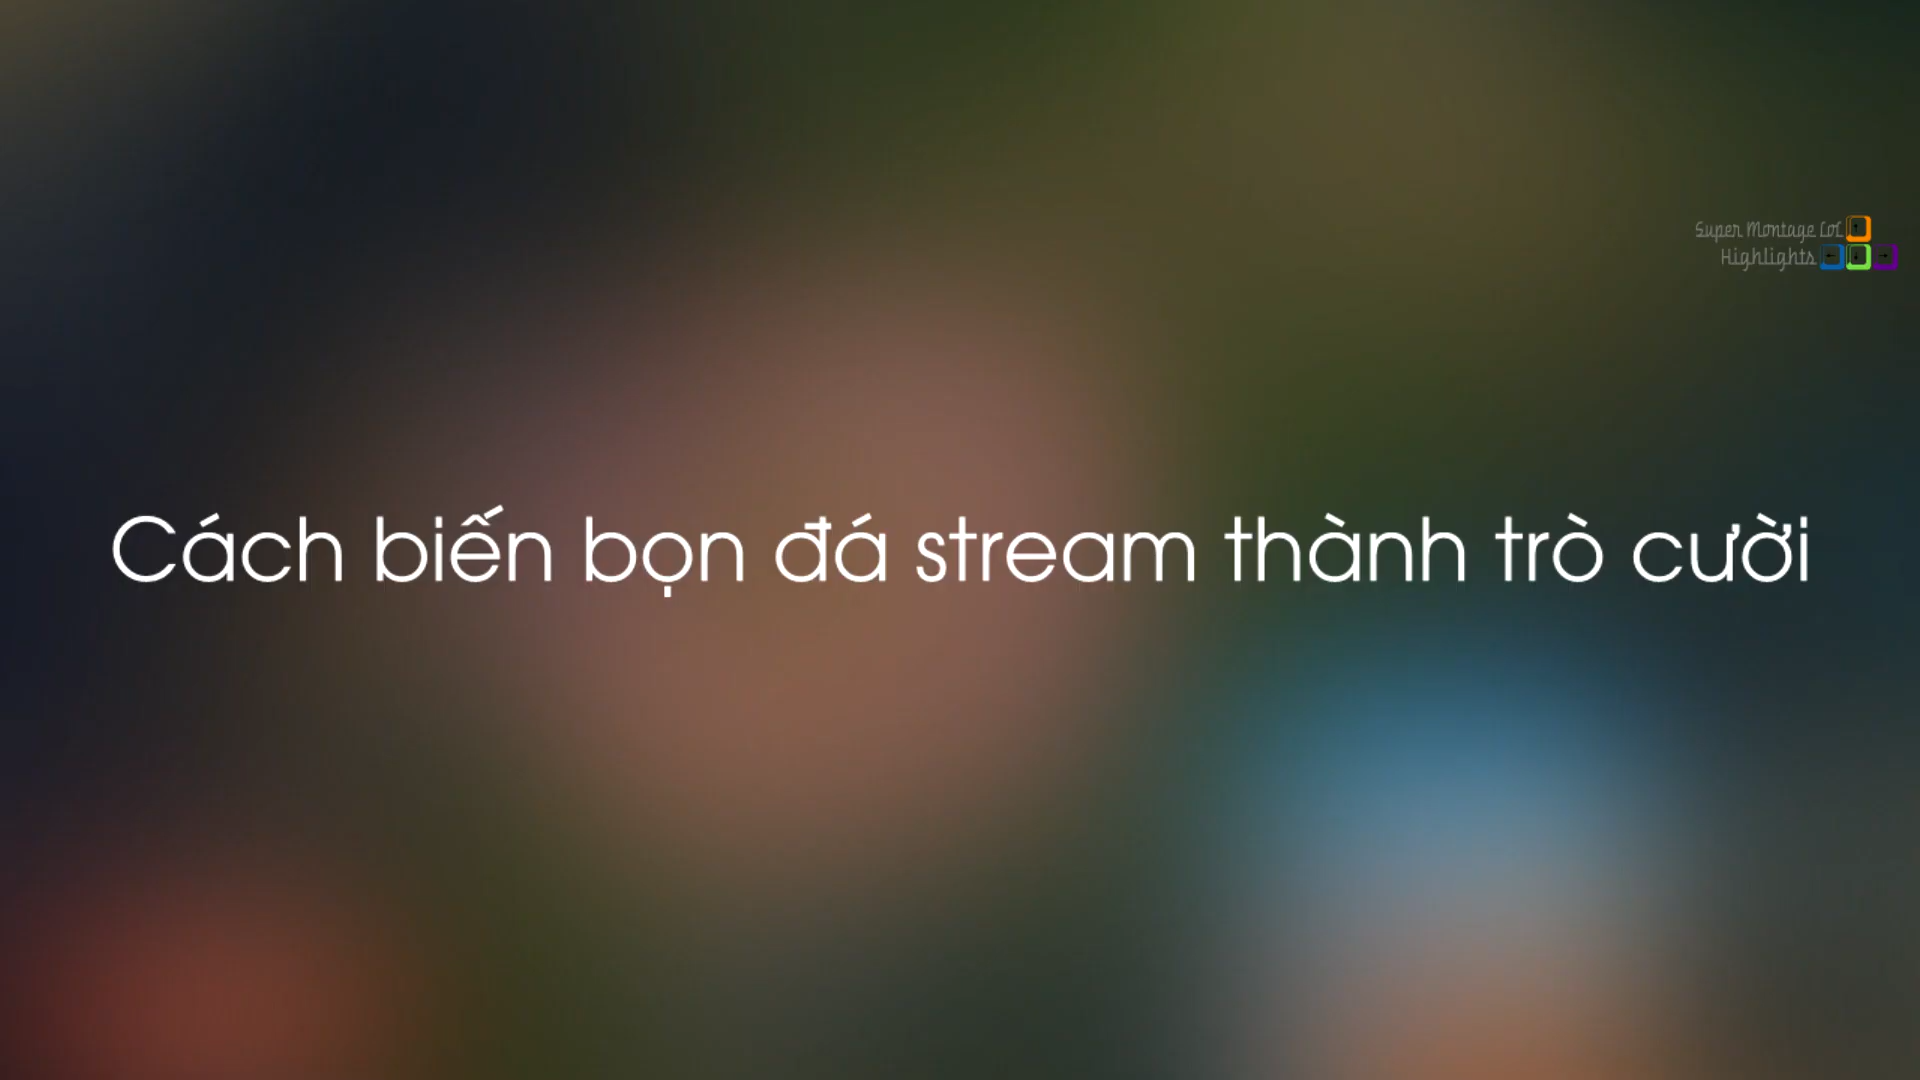 Super Montage LoL
Highlights
Cách biến bọn đá stream thành trò cười